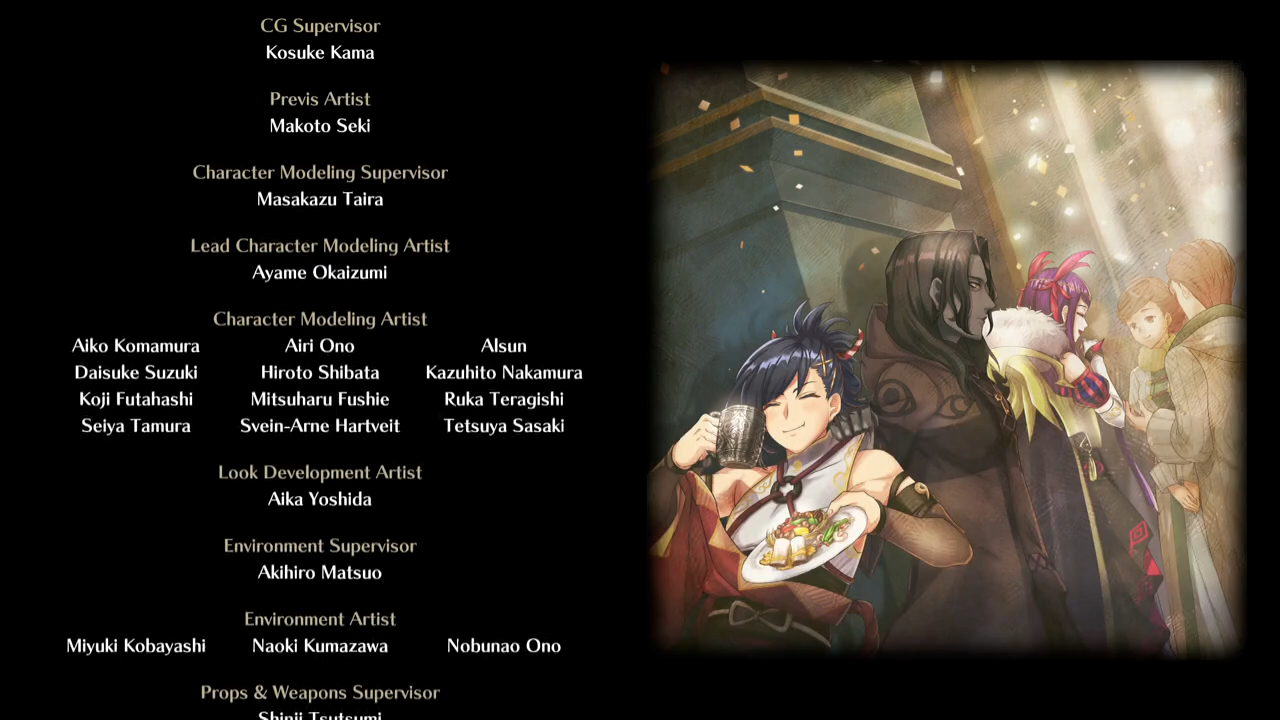 CG Supervisor
Kosuke Kama
Previs Artist
Makoto Seki
Character Modeling Supervisor
Masakazu Taira
Lead Character Modeling Artist
Ayame Okaizumi
Character Modeling Artist
Aiko Komamura Airi Ono Alsun
Daisuke Suzuki Hiroto Shibata Kazuhito Nakamura
Koji Futahashi Mitsuharu Fushie Ruka Teragishi
Seiya Tamura Svein-Arne Hartveit Tetsuya Sasaki
Look Development Artist
Aika Yoshida
Environment Supervisor
Akihiro Matsuo
Environment Artist
Miyuki Kobayashi Naoki Kumazawa Nobunao Ono
Props & Weapons Supervisor
Shinji Tsutsumi